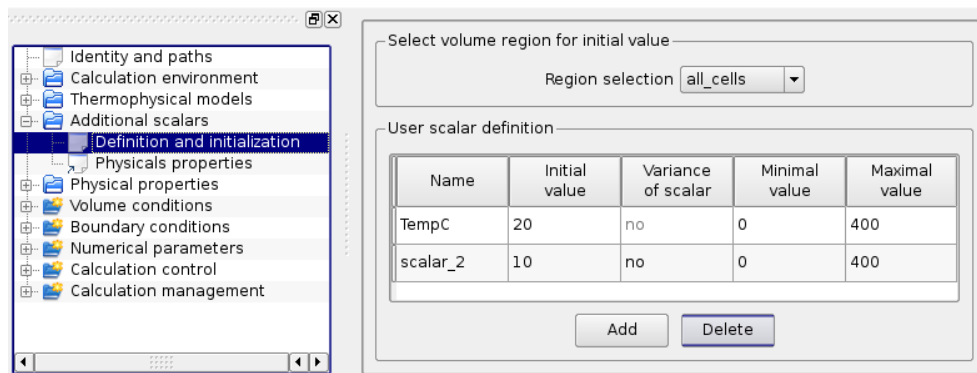 Identity and paths
Calculation environment
Thermophysical models
Additional scalars
Definition and initialization
Physicals properties
Physical properties
Volume conditions
Boundary conditions
Numerical parameters
Calculation control
Calculation management
Select volume region for initial value
Region selection all_cells
User scalar definition
Name Initial value Variance of scalar Minimal value Maximal value
TempC 20 no 0 400
scalar_2 10 no 0 400
Add Delete